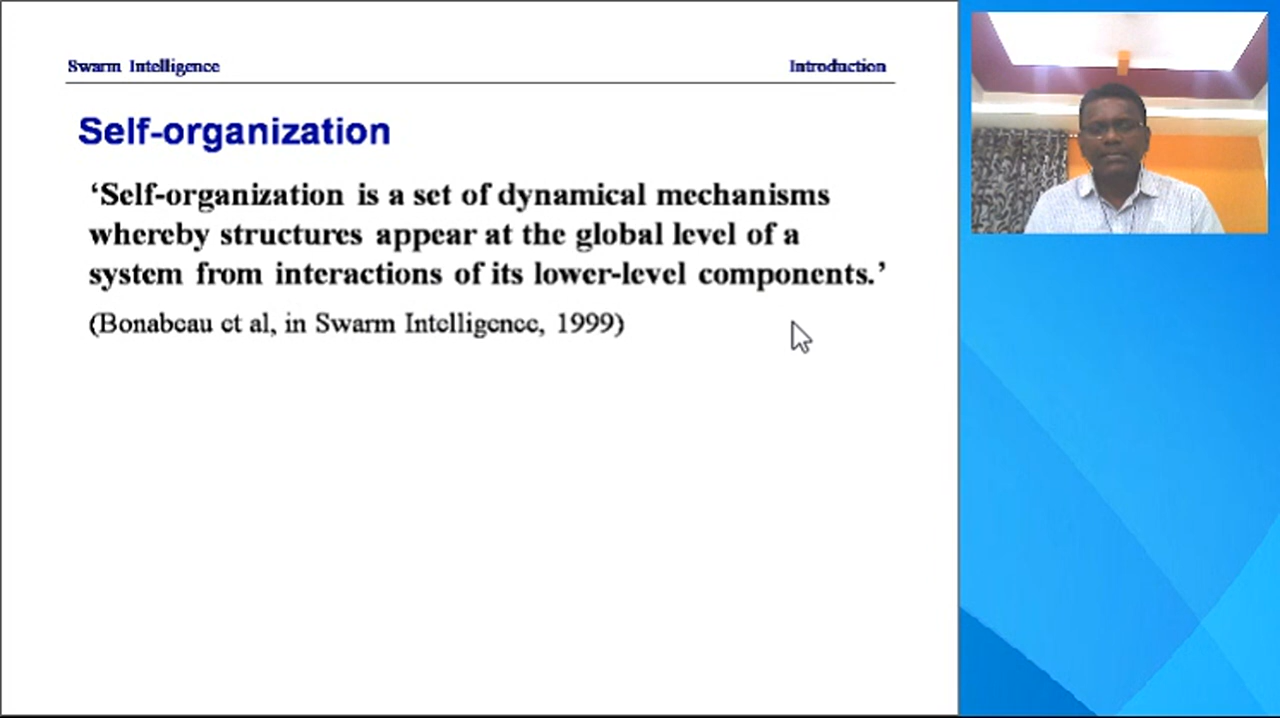 Swarm Intelligence
Introduction
Self-organization
‘Self-organization is a set of dynamical mechanisms
whereby structures appear at the global level of a
system from interactions of its lower-level components.’
(Bonabeau et al, in Swarm Intelligence, 1999)